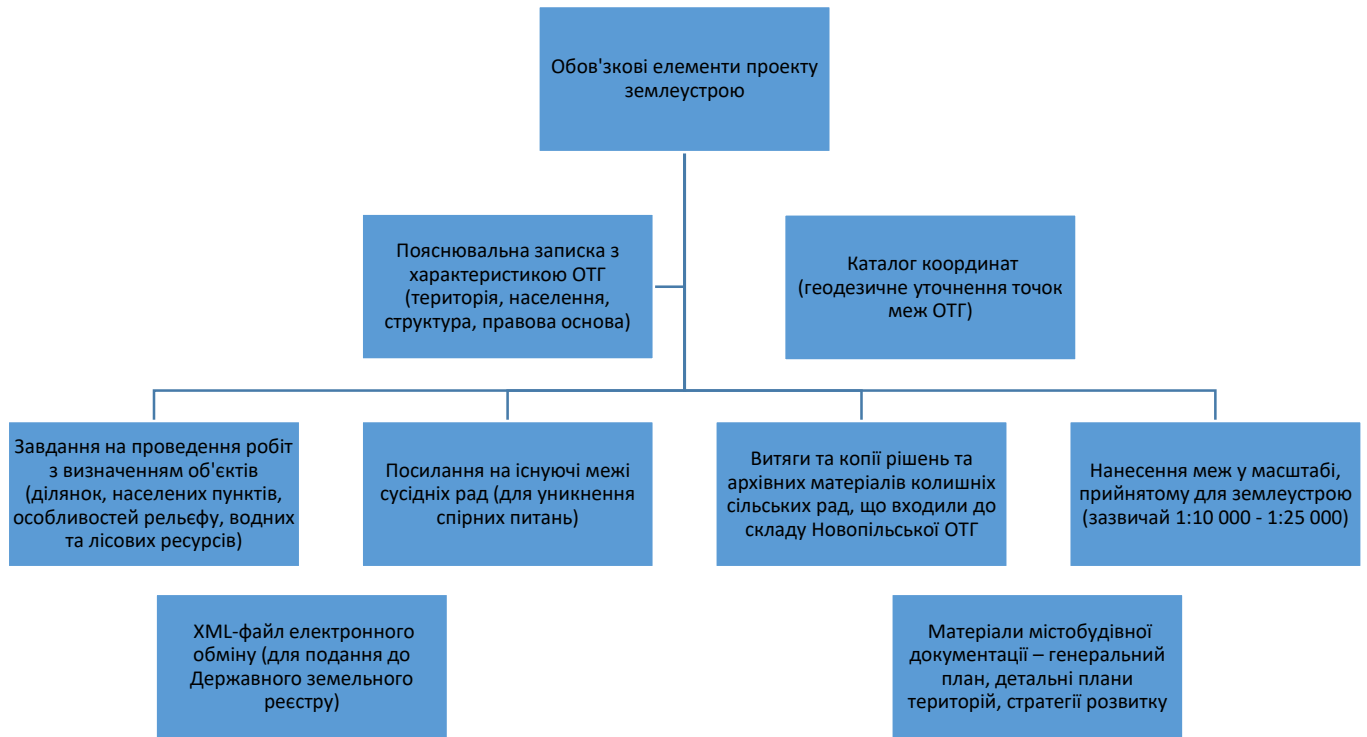 Обов'язкові елементи проекту
землеустрою
Пояснювальна записка з
характеристикою ОТГ
(територія, населення,
структура, правова основа)
Каталог координат
(геодезичне уточнення точок
меж ОТГ)
Завдання на проведення робіт
з визначенням об'єктів
(ділянок, населених пунктів,
особливостей рельєфу, водних
та лісових ресурсів)
Посилання на існуючі межі
сусідніх рад (для уникнення
спірних питань)
Витяги та копії рішень та
архівних матеріалів колишніх
сільських рад, що входили до
складу Новопільської ОТГ
Нанесення меж у масштабі,
прийнятому для землеустрою
(зазвичай 1:10 000 - 1:25 000)
XML-файл електронного
обміну (для подання до
Державного земельного
реєстру)
Матеріали містобудівної
документації – генеральний
план, детальні плани
територій, стратегії розвитку